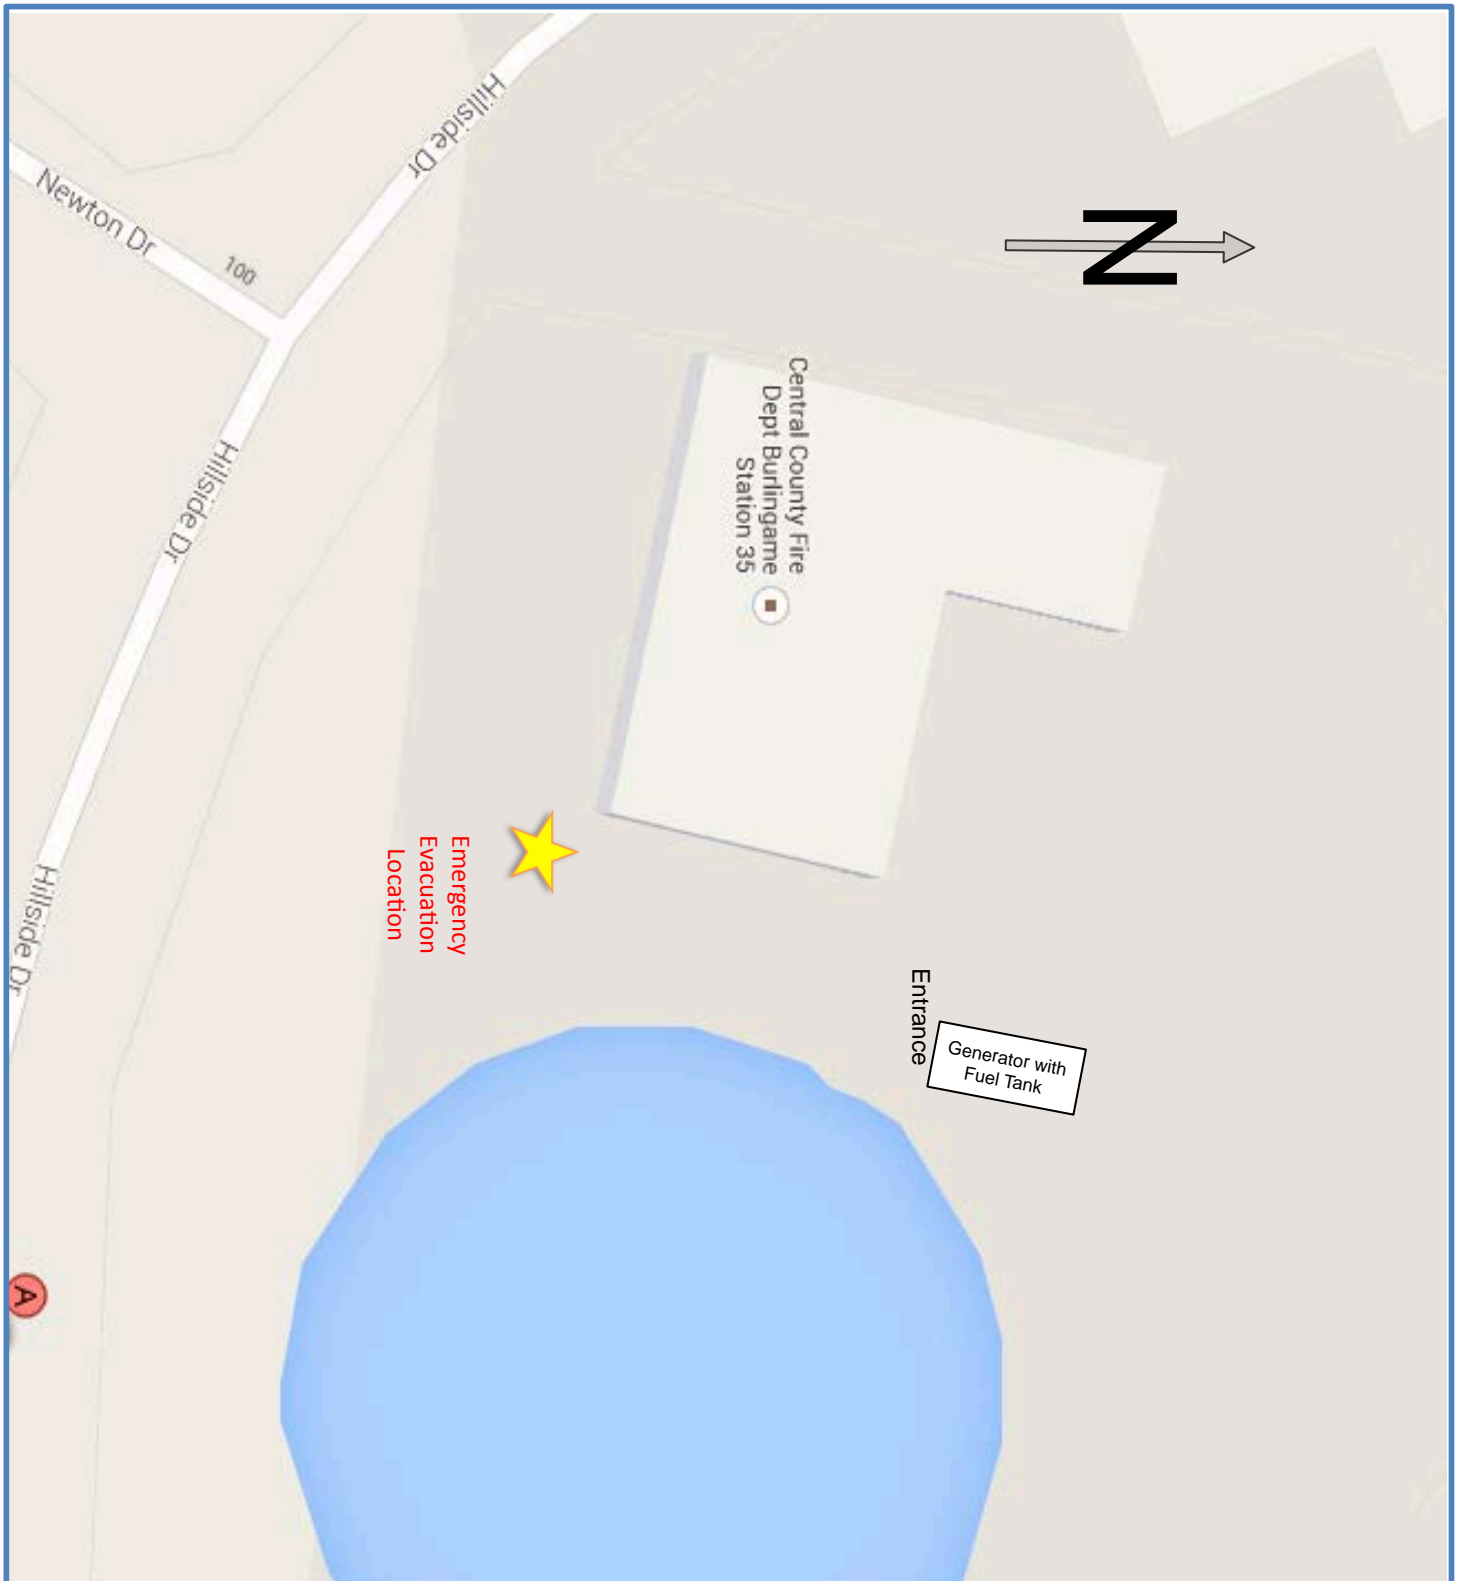 Hillside Dr
Newton Dr
100
N
Central County Fire
Dept Burlingame
Station 35
Hillside Dr
Emergency
Evacuation
Location
Hillside Dr
Entrance
Generator with
Fuel Tank
A